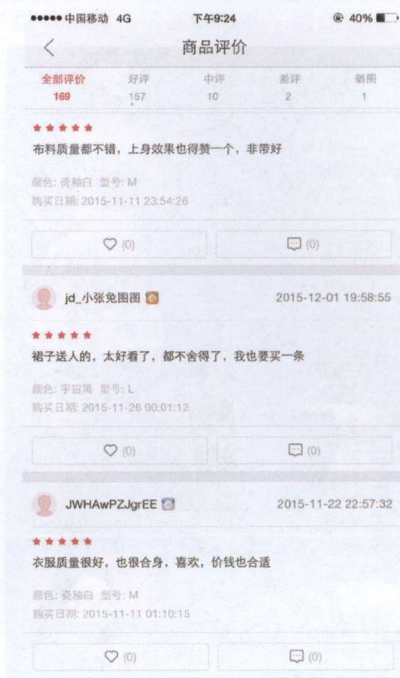 中国移动 4G 下午9:24 40%
商品评价
全部评价 好评 中评 差评 晒图
169 157 10 2 1
布料质量都不错，上身效果也得赞一个，非带好
颜色: 瓷釉白 型号: M
购买日期: 2015-11-11 23:54:26
(0) (0)
jd_小张兔图图 2015-12-01 19:58:55
裙子送人的，太好看了，都不舍得了，我也要买一条
颜色: 宇宙黑 型号: L
购买日期: 2015-11-26 00:01:12
(0) (0)
JWHAwPZJgrEE 2015-11-22 22:57:32
衣服质量很好，也很合身，喜欢，价钱也合适
颜色: 瓷釉白 型号: M
购买日期: 2015-11-11 01:10:15
(0) (0)